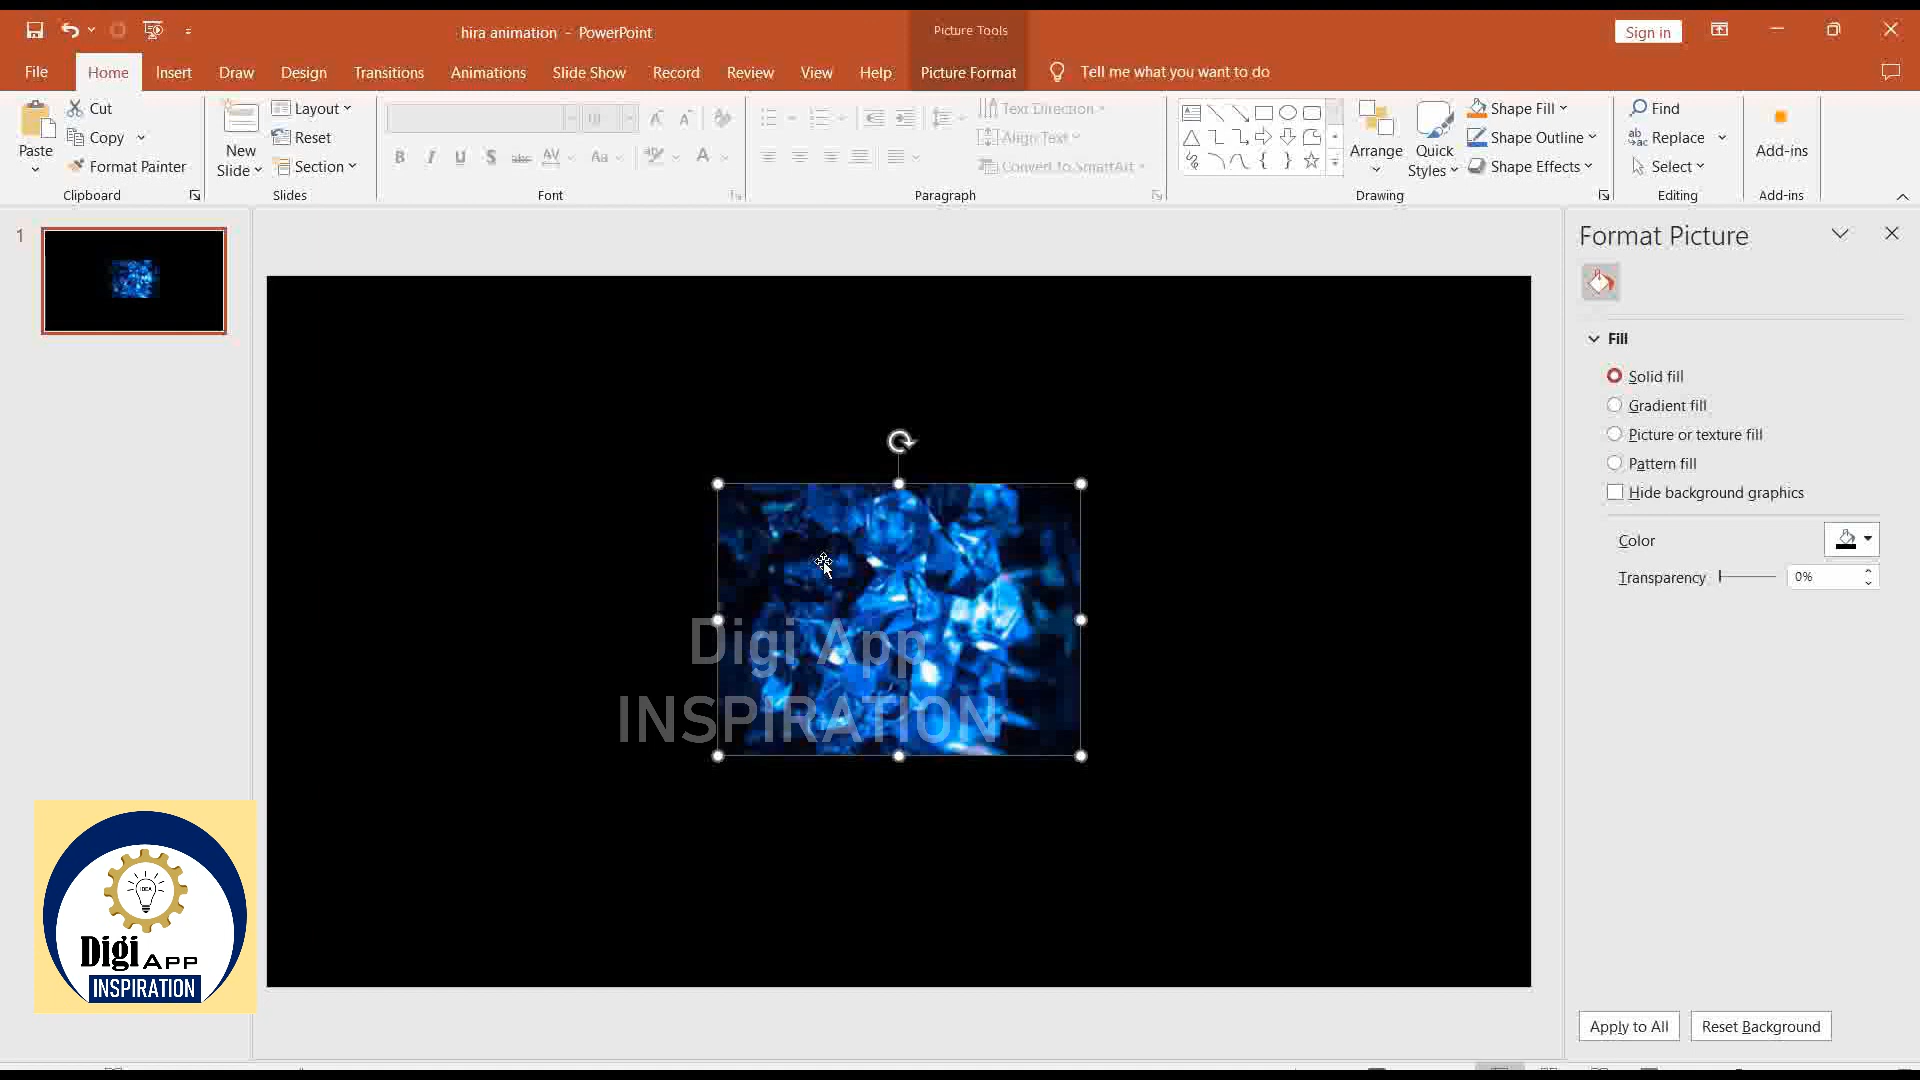 hira animation - PowerPoint
Picture Tools
Sign in
File
Home
Insert
Draw
Design
Transitions
Animations
Slide Show
Record
Review
View
Help
Picture Format
Tell me what you want to do
Paste
Cut
Copy
Format Painter
Clipboard
New Slide
Layout
Reset
Section
Slides
Font
Text Direction
Align Text
Convert to SmartArt
Paragraph
Arrange
Quick Styles
Shape Fill
Shape Outline
Shape Effects
Drawing
Find
Replace
Select
Editing
Add-ins
Add-ins
1
Format Picture
Fill
Solid fill
Gradient fill
Picture or texture fill
Pattern fill
Hide background graphics
Color
Transparency 0%
Digi App
INSPIRATION
IDEA
Digi App
INSPIRATION
Apply to All
Reset Background